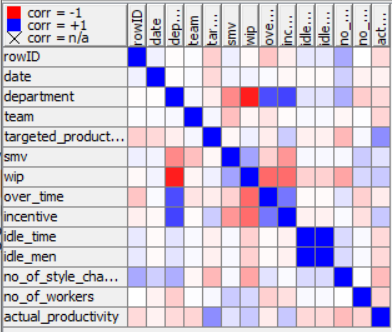 corr = -1
corr = +1
corr = n/a
rowID
date
dep...
team
tar...
smv
wip
ove...
inc...
idle...
idle...
no_...
no_...
act...
rowID
date
department
team
targeted_product...
smv
wip
over_time
incentive
idle_time
idle_men
no_of_style_cha...
no_of_workers
actual_productivity